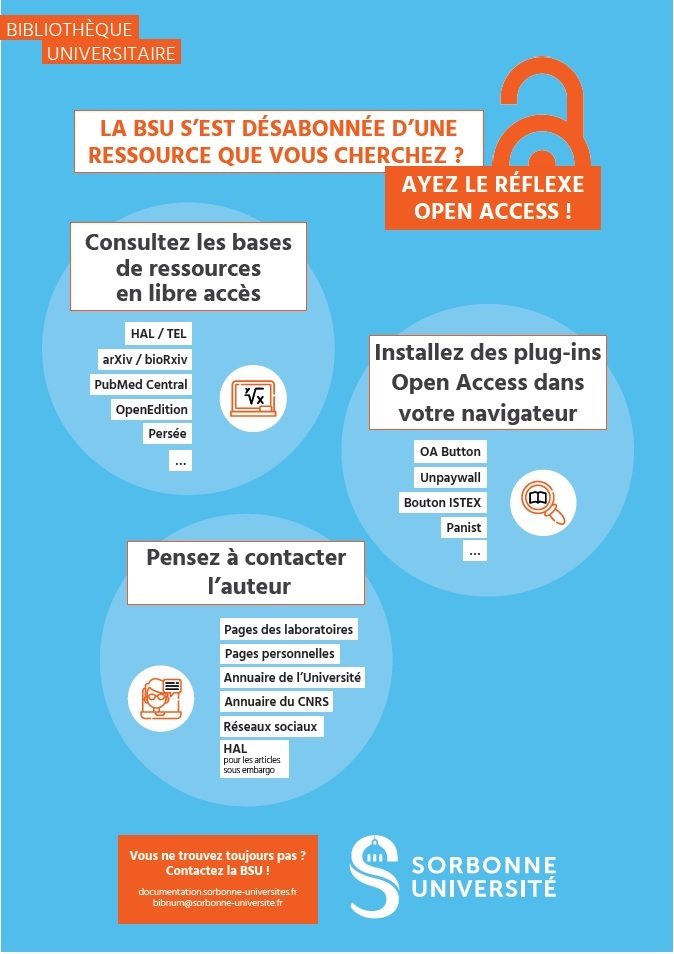 BIBLIOTHÈQUE
UNIVERSITAIRE
LA BSU S'EST DÉSABONNÉE D'UNE
RESSOURCE QUE VOUS CHERCHEZ ?
AYEZ LE RÉFLEXE
OPEN ACCESS !
Consultez les bases
de ressources
en libre accès
HAL / TEL
arXiv / bioRxiv
PubMed Central
OpenEdition
Persée
...
√x
Installez des plug-ins
Open Access dans
votre navigateur
OA Button
Unpaywall
Bouton ISTEX
Panist
...
Pensez à contacter
l'auteur
Pages des laboratoires
Pages personnelles
Annuaire de l'Université
Annuaire du CNRS
Réseaux sociaux
HAL
pour les articles
sous embargo
Vous ne trouvez toujours pas ?
Contactez la BSU !
documentation.sorbonne-universites.fr
bibnum@sorbonne-universite.fr
SORBONNE
UNIVERSITÉ